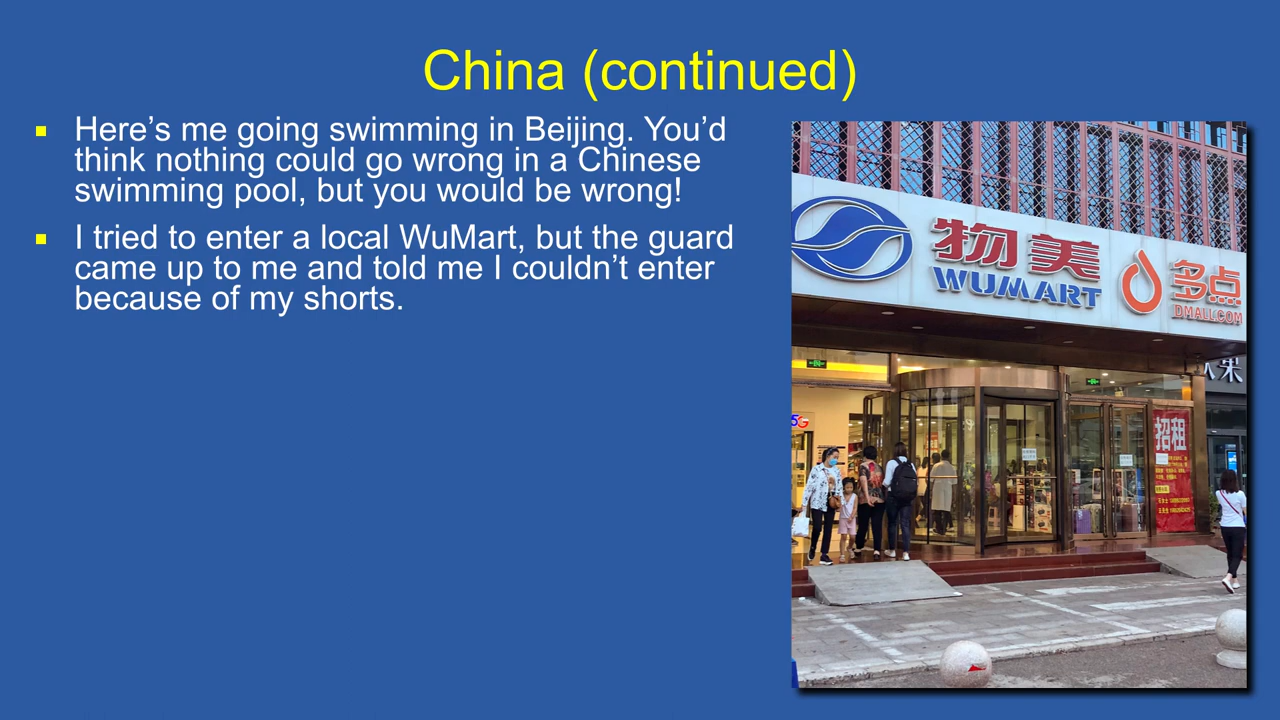 China (continued)
Here’s me going swimming in Beijing. You’d
think nothing could go wrong in a Chinese
swimming pool, but you would be wrong!
I tried to enter a local WuMart, but the guard
came up to me and told me I couldn’t enter
because of my shorts.
物美
WUMART
多点
DMALL.COM
果
5G
招租